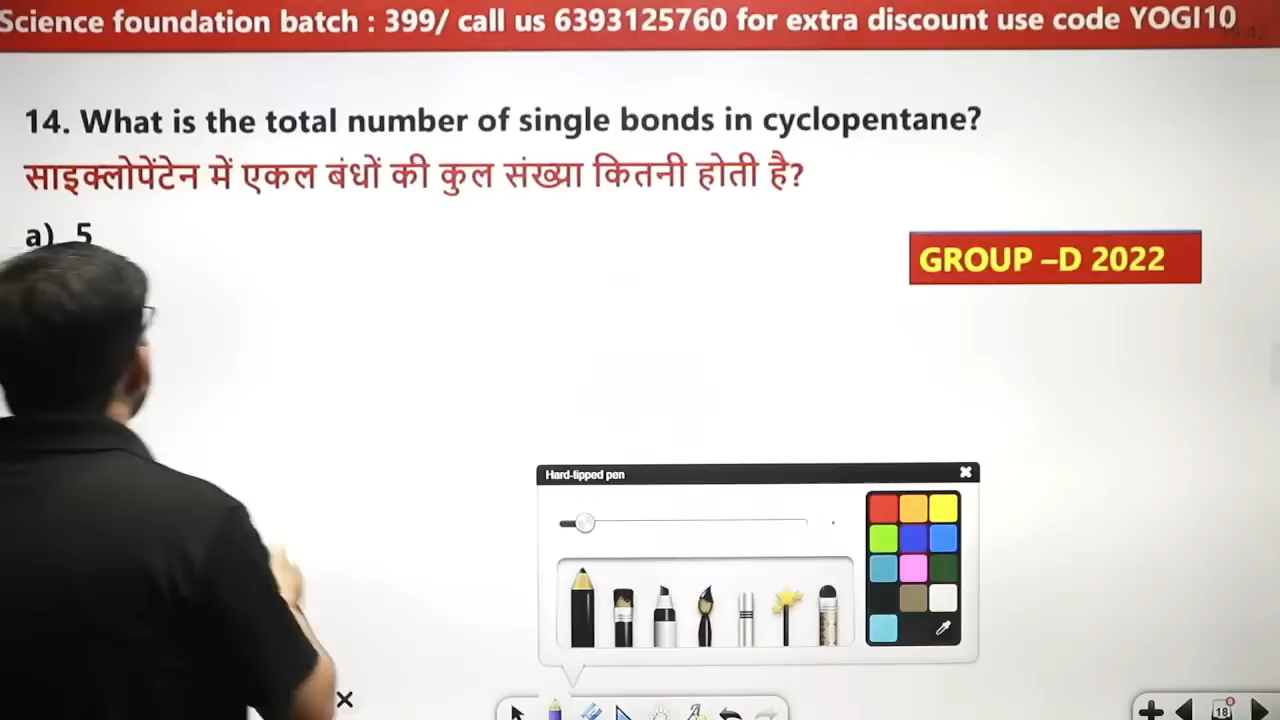 Science foundation batch : 399/ call us 6393125760 for extra discount use code YOGI10
14. What is the total number of single bonds in cyclopentane?
साइक्लोपेंटेन में एकल बंधों की कुल संख्या कितनी होती है?
a) 5
GROUP –D 2022
Hard-tipped pen
18